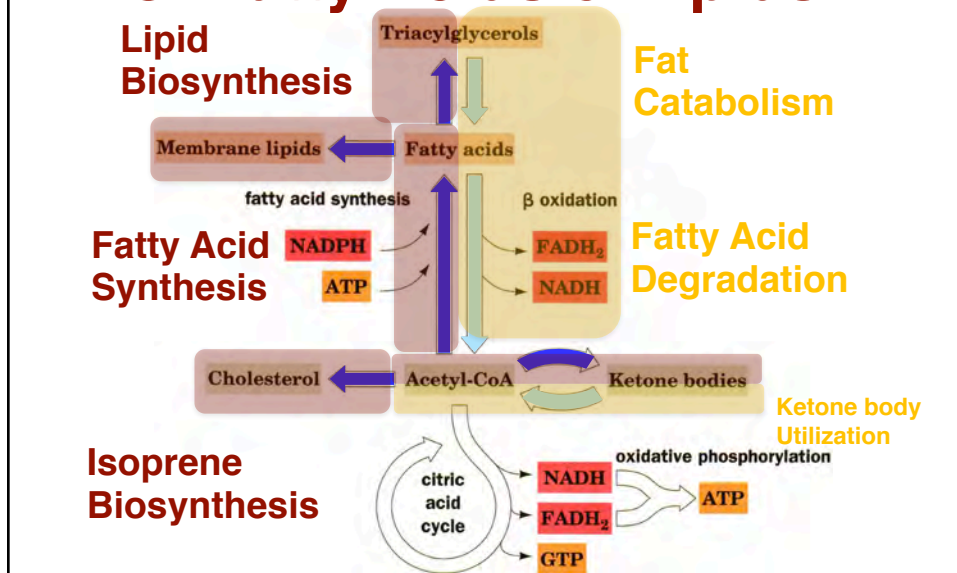 Triacylglycerols
Lipid
Biosynthesis
Fat
Catabolism
Membrane lipids
Fatty acids
fatty acid synthesis
β oxidation
Fatty Acid
Synthesis
NADPH
ATP
FADH₂
NADH
Fatty Acid
Degradation
Cholesterol
Acetyl-CoA
Ketone bodies
Ketone body
Utilization
Isoprene
Biosynthesis
citric
acid
cycle
oxidative phosphorylation
NADH
FADH₂
GTP
ATP